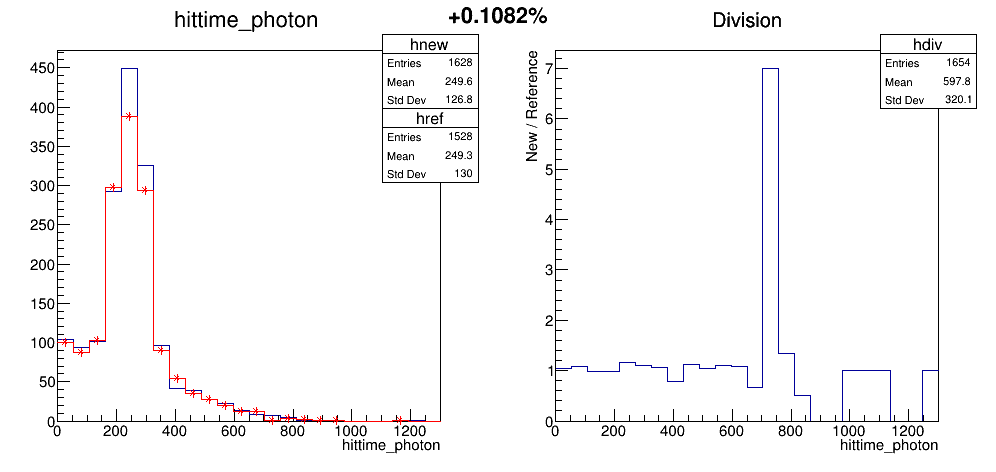 +0.1082%
hittime_photon
hnew
Entries 1628
Mean 249.6
Std Dev 126.8
href
Entries 1528
Mean 249.3
Std Dev 130
450
400
350
300
250
200
150
100
50
0
0 200 400 600 800 1000 1200
hittime_photon
Division
hdiv
Entries 1654
Mean 597.8
Std Dev 320.1
New / Reference
7
6
5
4
3
2
1
0
0 200 400 600 800 1000 1200
hittime_photon